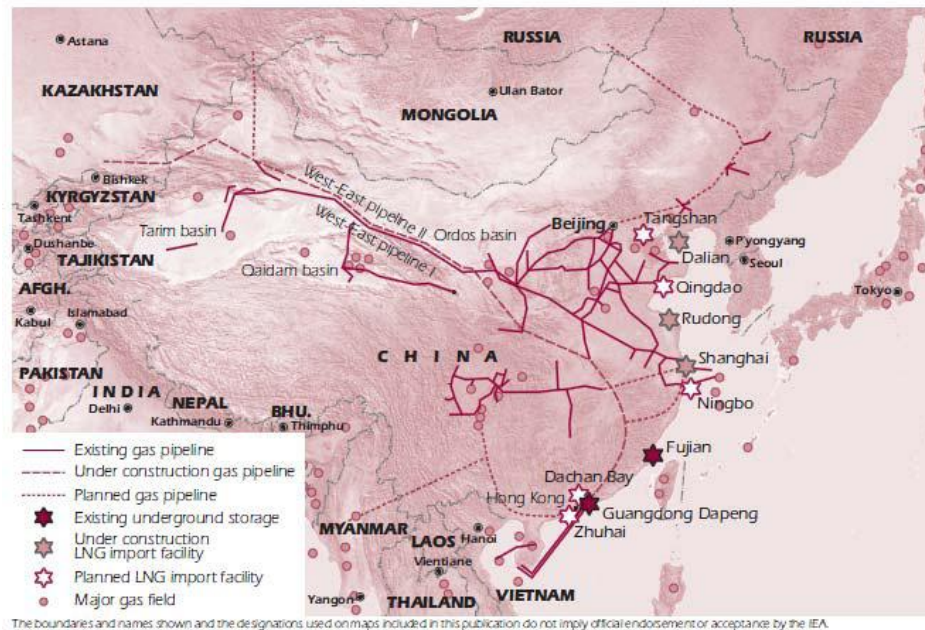 RUSSIA
RUSSIA
Astana
KAZAKHSTAN
Ulan Bator
MONGOLIA
Bishkek
KYRGYZSTAN
Tashkent
West-East pipeline II
West-East pipeline I
Ordos basin
Beijing
Tangshan
Tarim basin
Dushanbe
TAJIKISTAN
Dalian
P'yongyang
Seoul
Qaidam basin
Qingdao
Tokyo
AFGH.
Kabul
Islamabad
Rudong
CHINA
Shanghai
PAKISTAN
INDIA
Delhi
NEPAL
Kathmandu
BHU.
Thimphu
Ningbo
Fujian
Dachan Bay
Hong Kong
Guangdong Dapeng
Zhuhai
MYANMAR
LAOS
Hanoi
Vientiane
VIETNAM
Yangon
THAILAND
Existing gas pipeline
Under construction gas pipeline
Planned gas pipeline
Existing underground storage
Under construction
LNG import facility
Planned LNG import facility
Major gas field
The boundaries and names shown and the designations used on maps included in this publication do not imply official endorsement or acceptance by the IEA.